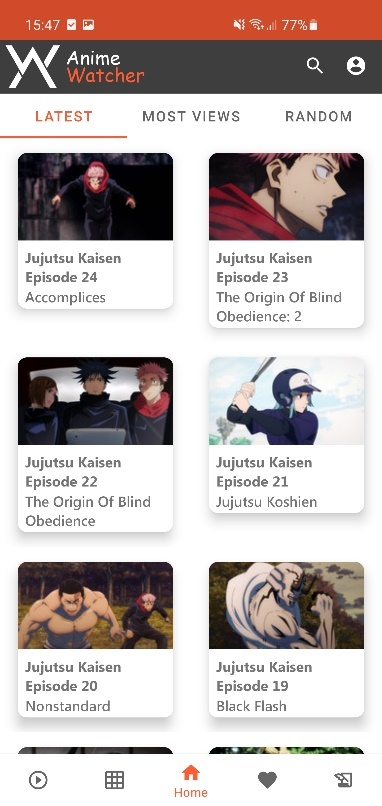 15:47 77%
Anime
Watcher
LATEST MOST VIEWS RANDOM
Jujutsu Kaisen
Episode 24
Accomplices
Jujutsu Kaisen
Episode 23
The Origin Of Blind
Obedience: 2
Jujutsu Kaisen
Episode 22
The Origin Of Blind
Obedience
Jujutsu Kaisen
Episode 21
Jujutsu Koshien
Jujutsu Kaisen
Episode 20
Nonstandard
Jujutsu Kaisen
Episode 19
Black Flash
Home